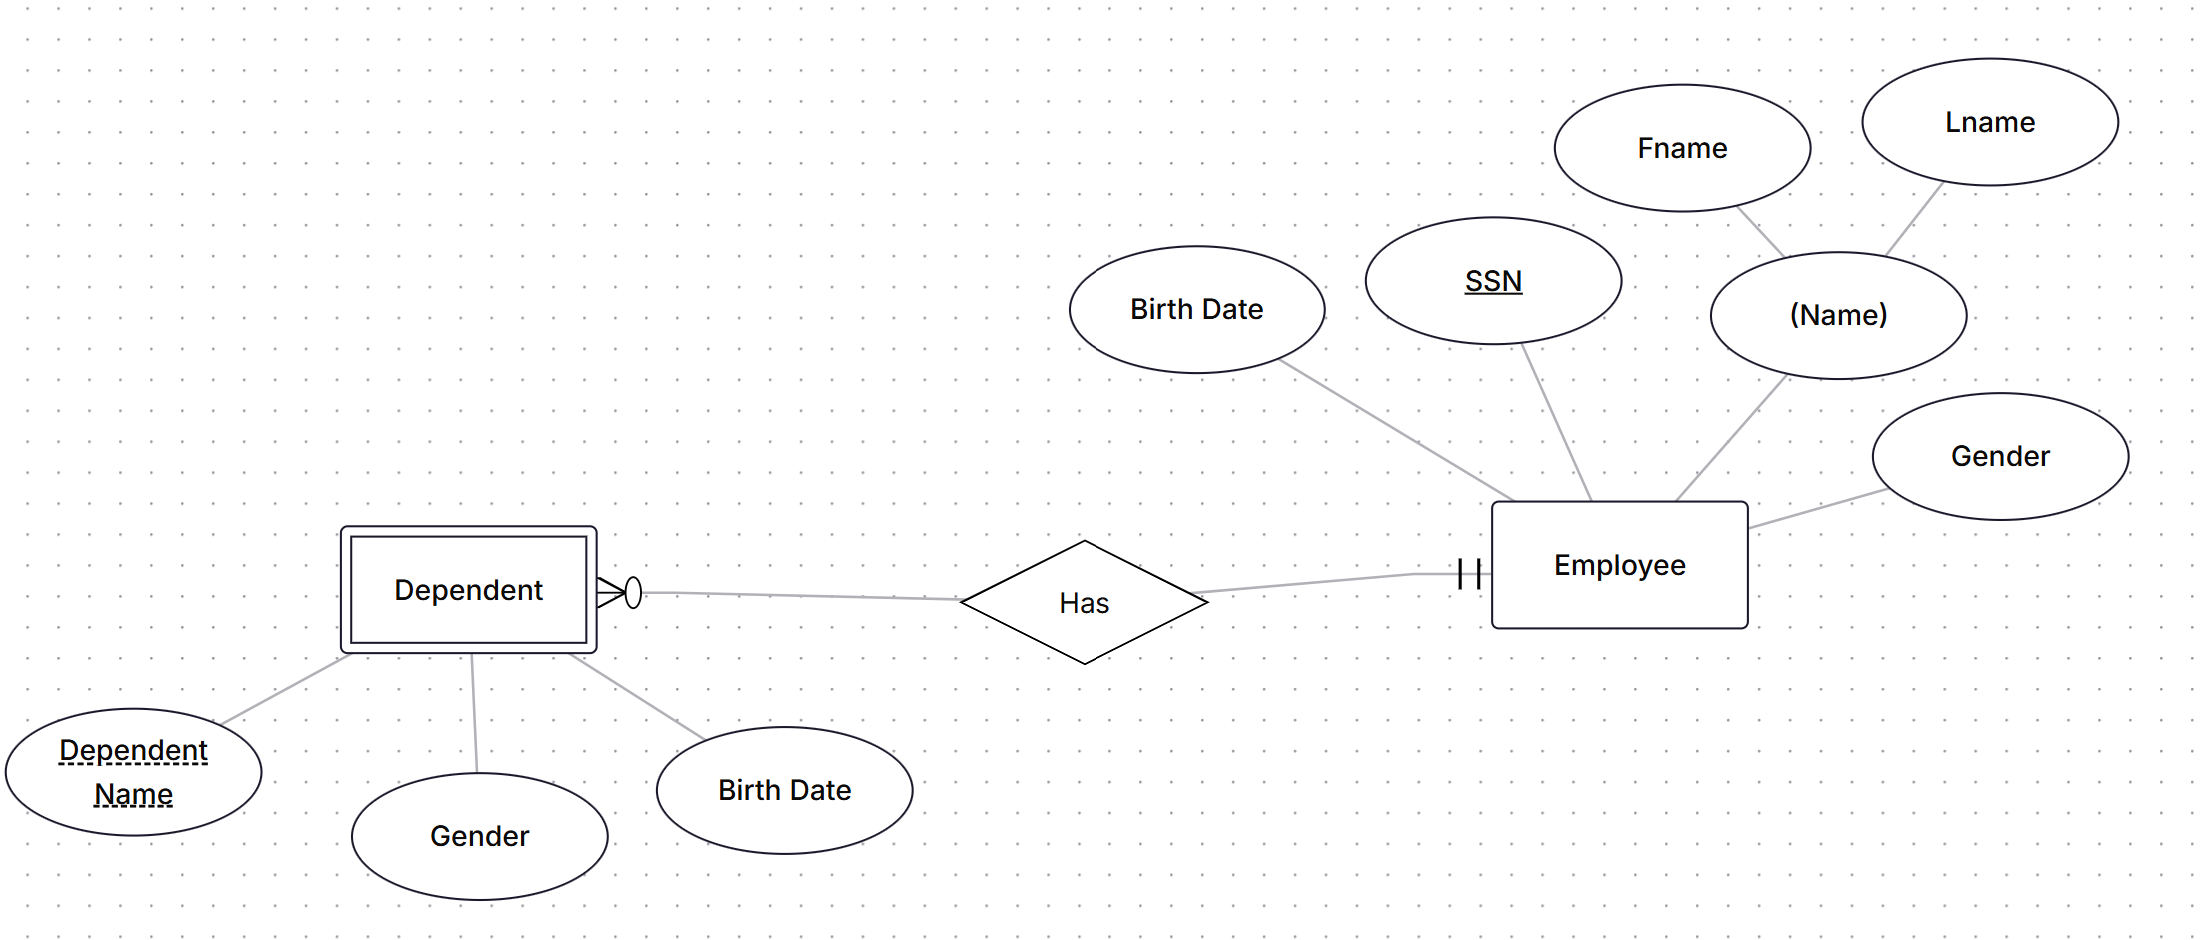 Lname
Fname
SSN
Birth Date
(Name)
Gender
Employee
Dependent
Has
Dependent
Name
Birth Date
Gender